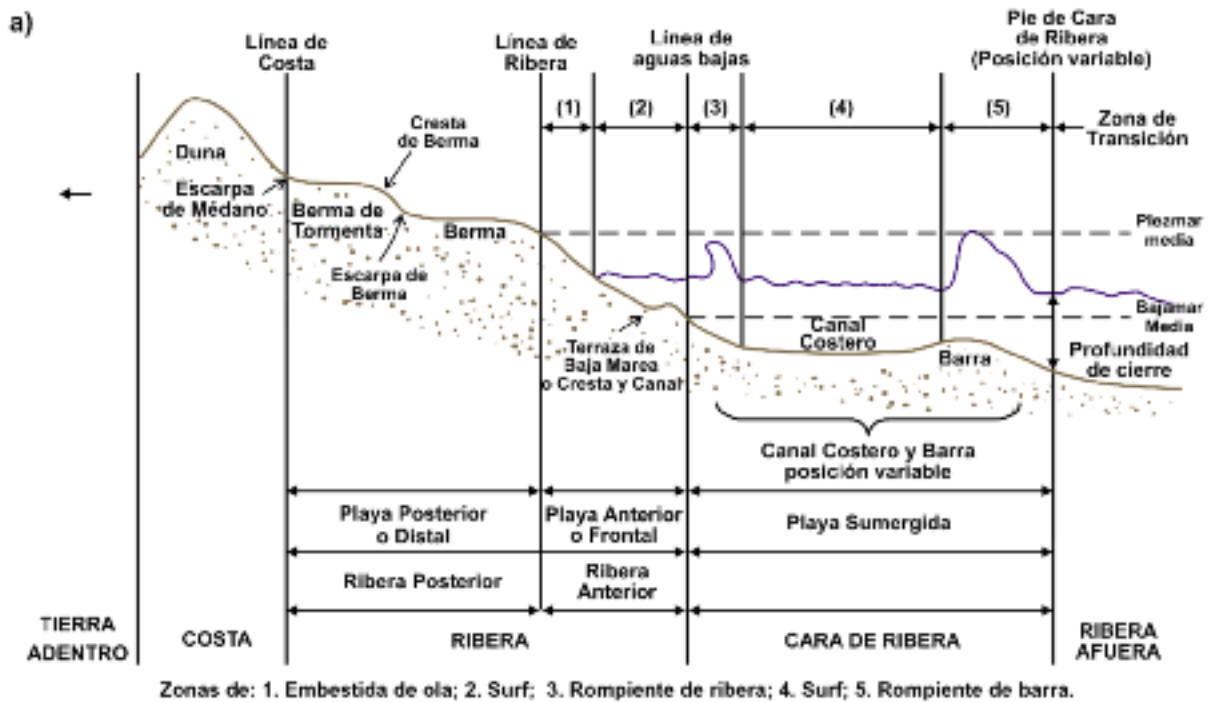 a)
Línea de
Costa
Línea de
Ribera
Línea de
aguas bajas
Pie de Cara
de Ribera
(Posición variable)
(1)
(2)
(3)
(4)
(5)
Zona de
Transición
Cresta
de Berma
Duna
Escarpa
de Médano
Berma de
Tormenta
Berma
Escarpa de
Berma
Plezmar
media
Bajamar
Media
Terraza de
Baja Marea
o Cresta y Canal
Canal
Costero
Barra
Profundidad
de cierre
Canal Costero y Barra
posición variable
Playa Posterior
o Distal
Playa Anterior
o Frontal
Playa Sumergida
Ribera Posterior
Ribera
Anterior
TIERRA
ADENTRO
COSTA
RIBERA
CARA DE RIBERA
RIBERA
AFUERA
Zonas de: 1. Embestida de ola; 2. Surf; 3. Rompiente de ribera; 4. Surf; 5. Rompiente de barra.